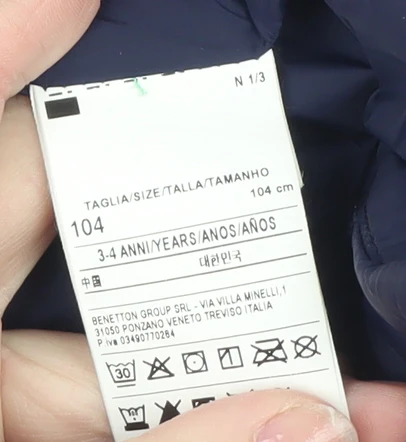 N 1/3
TAGLIA/SIZE/TALLA/TAMANHO
104 cm
104
3-4 ANNI/YEARS/ANOS/AÑOS
中国
대한민국
BENETTON GROUP SRL - VIA VILLA MINELLI,1
31050 PONZANO VENETO TREVISO ITALIA
P iva 03490770264
30